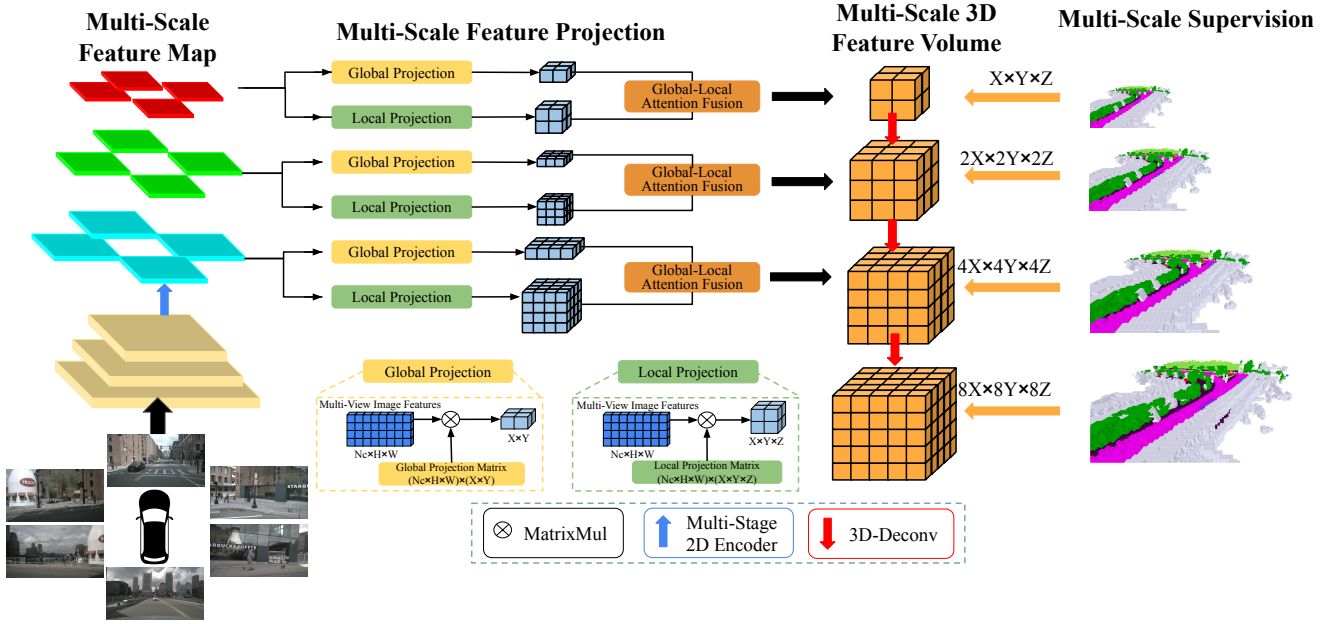 Multi-Scale
Feature Map
Multi-Scale Feature Projection
Multi-Scale 3D
Feature Volume
Multi-Scale Supervision
Global Projection
Local Projection
Global-Local
Attention Fusion
X×Y×Z
Global Projection
Local Projection
Global-Local
Attention Fusion
2X×2Y×2Z
Global Projection
Local Projection
Global-Local
Attention Fusion
4X×4Y×4Z
Global Projection
Multi-View Image Features
Nc×H×W
X×Y
Global Projection Matrix
(Nc×H×W)×(X×Y)
Local Projection
Multi-View Image Features
Nc×H×W
X×Y×Z
Local Projection Matrix
(Nc×H×W)×(X×Y×Z)
8X×8Y×8Z
MatrixMul
Multi-Stage
2D Encoder
3D-Deconv
STARBUCKS COFFEE